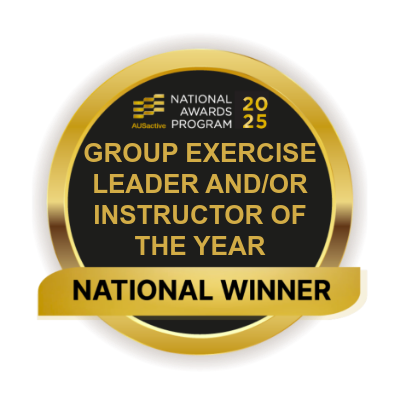 AUSactive
NATIONAL
AWARDS
PROGRAM
20
25
GROUP EXERCISE
LEADER AND/OR
INSTRUCTOR OF
THE YEAR
NATIONAL WINNER